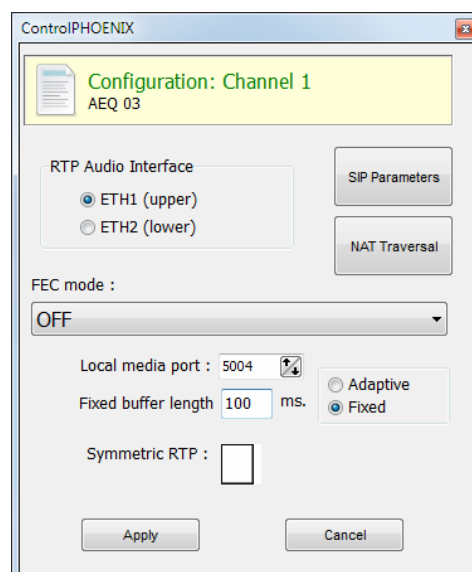 ControlPHOENIX
Configuration: Channel 1
AEQ 03
RTP Audio Interface
ETH1 (upper)
ETH2 (lower)
SIP Parameters
NAT Traversal
FEC mode :
OFF
Local media port : 5004
Fixed buffer length 100 ms.
Adaptive
Fixed
Symmetric RTP :
Apply
Cancel